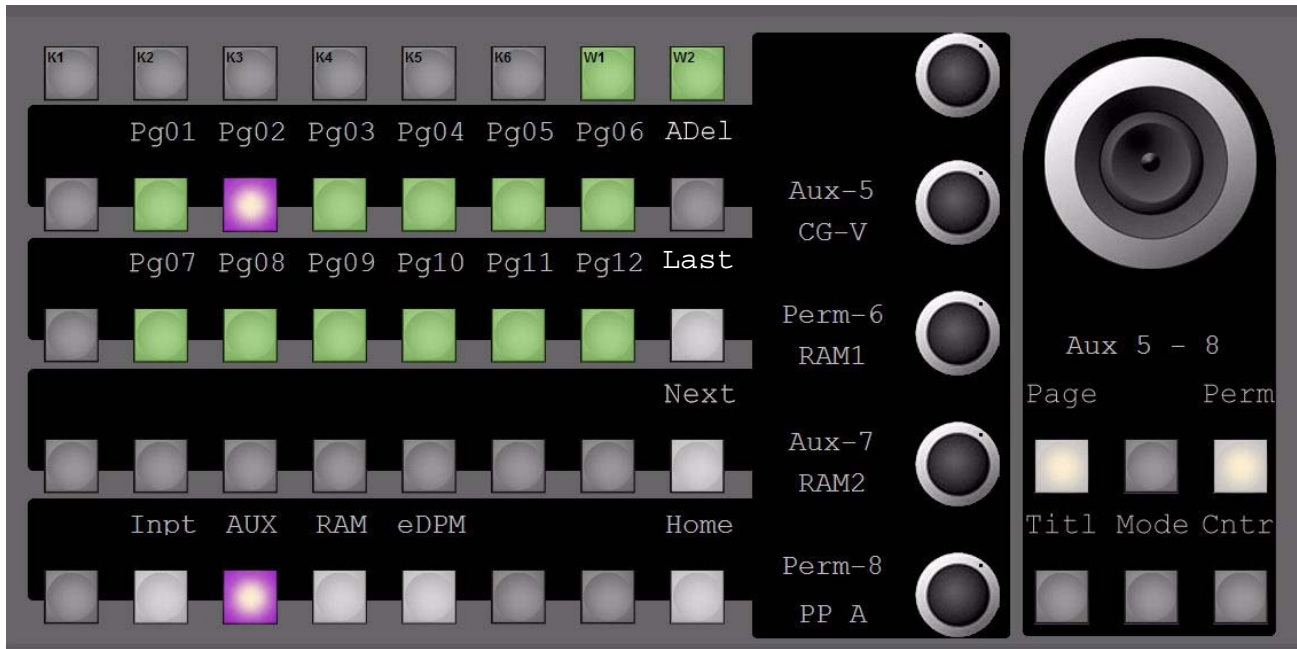 K1 K2 K3 K4 K5 K6 W1 W2
Pg01 Pg02 Pg03 Pg04 Pg05 Pg06 ADel
Pg07 Pg08 Pg09 Pg10 Pg11 Pg12 Last
Next
Inpt AUX RAM eDPM Home
Aux-5
CG-V
Perm-6
RAM1
Aux-7
RAM2
Perm-8
PP A
Aux 5 - 8
Page Perm
Titl Mode Cntr